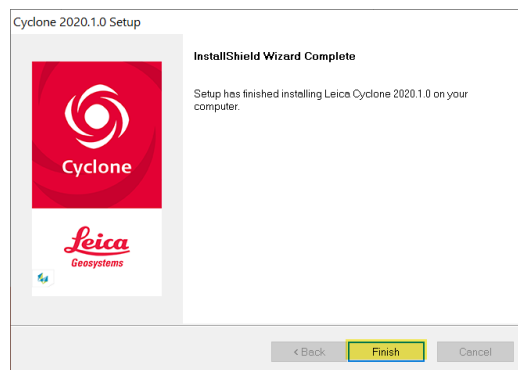 Cyclone 2020.1.0 Setup
InstallShield Wizard Complete
Setup has finished installing Leica Cyclone 2020.1.0 on your
computer.
Cyclone
Leica
Geosystems
< Back
Finish
Cancel